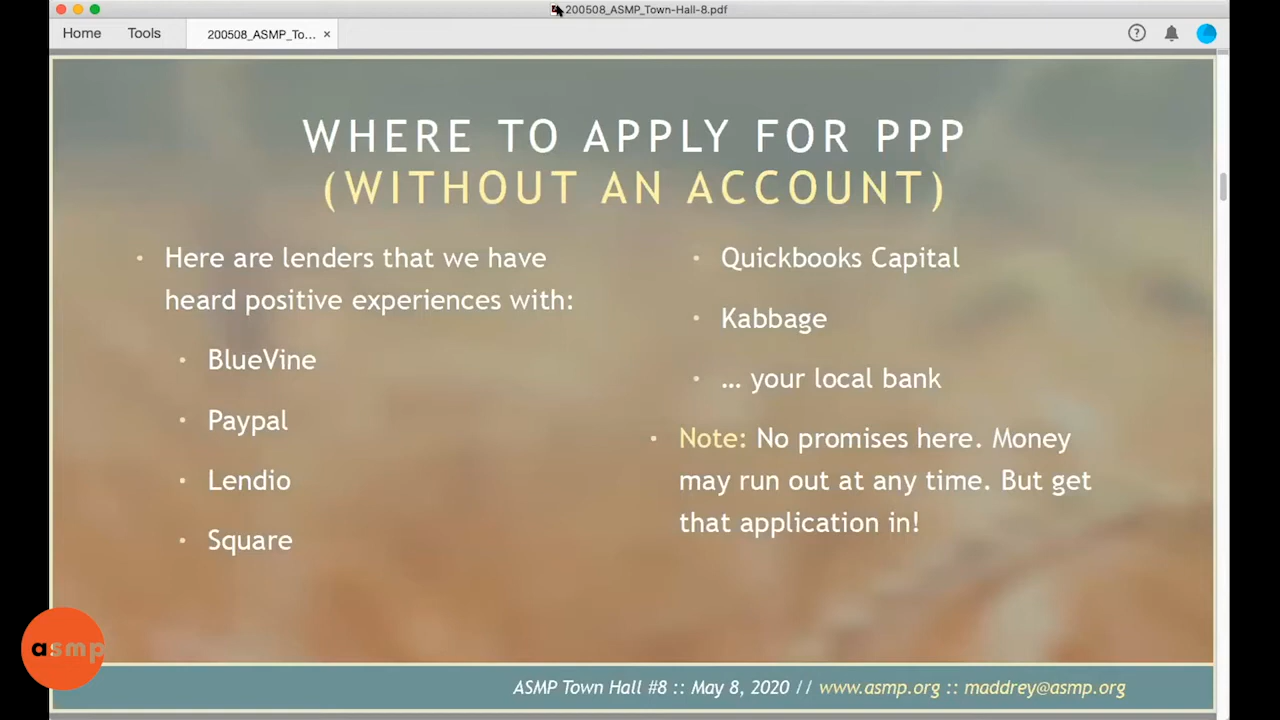 200508_ASMP_Town-Hall-8.pdf
Home
Tools
200508_ASMP_To...
WHERE TO APPLY FOR PPP
(WITHOUT AN ACCOUNT)
Here are lenders that we have
heard positive experiences with:
BlueVine
Paypal
Lendio
Square
Quickbooks Capital
Kabbage
... your local bank
Note: No promises here. Money
may run out at any time. But get
that application in!
asmp
ASMP Town Hall #8 :: May 8, 2020 // www.asmp.org :: maddrey@asmp.org